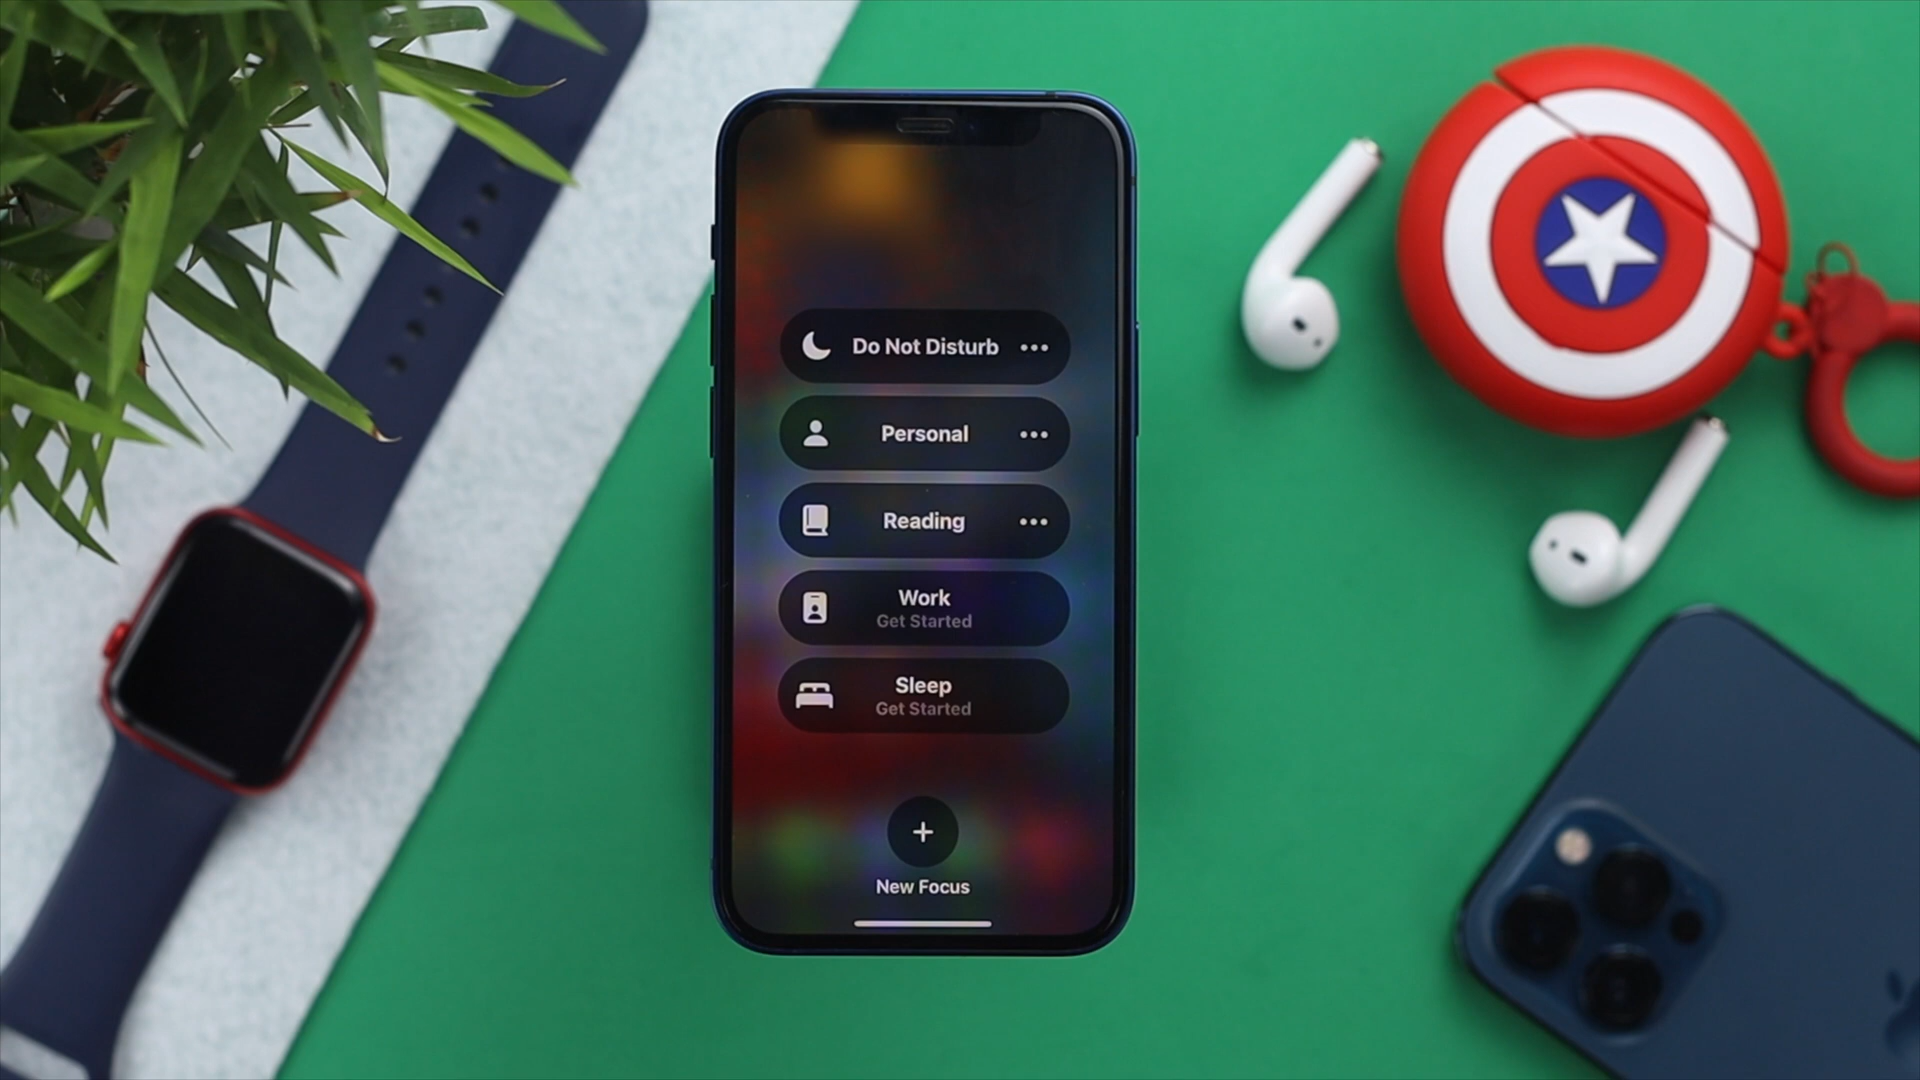 Do Not Disturb
Personal
Reading
Work
Get Started
Sleep
Get Started
New Focus